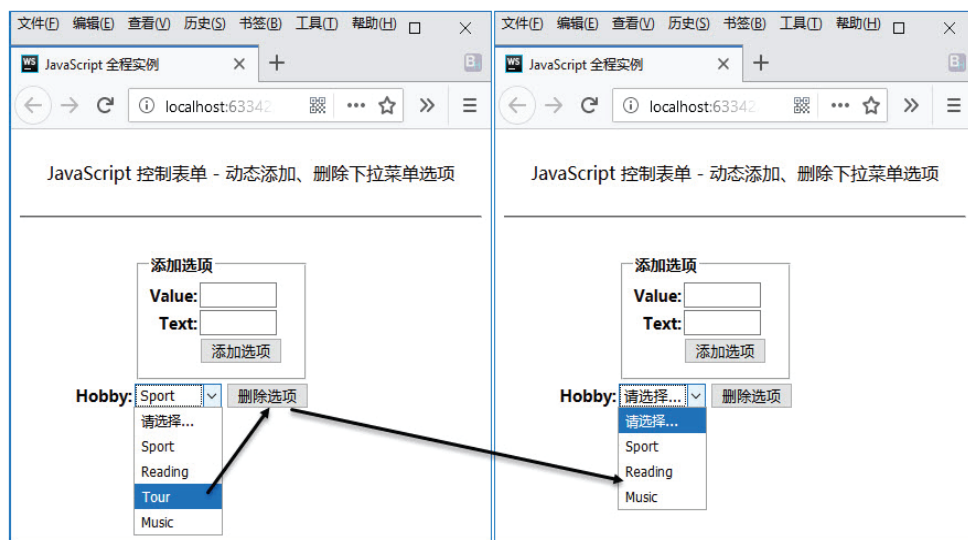 文件(F) 编辑(E) 查看(V) 历史(S) 书签(B) 工具(T) 帮助(H)
JavaScript 全程实例
localhost:63342
JavaScript 控制表单 - 动态添加、删除下拉菜单选项
添加选项
Value:
Text:
添加选项
Hobby: Sport 删除选项
请选择...
Sport
Reading
Tour
Music
文件(F) 编辑(E) 查看(V) 历史(S) 书签(B) 工具(T) 帮助(H)
JavaScript 全程实例
localhost:63342
JavaScript 控制表单 - 动态添加、删除下拉菜单选项
添加选项
Value:
Text:
添加选项
Hobby: 请选择... 删除选项
请选择...
Sport
Reading
Music